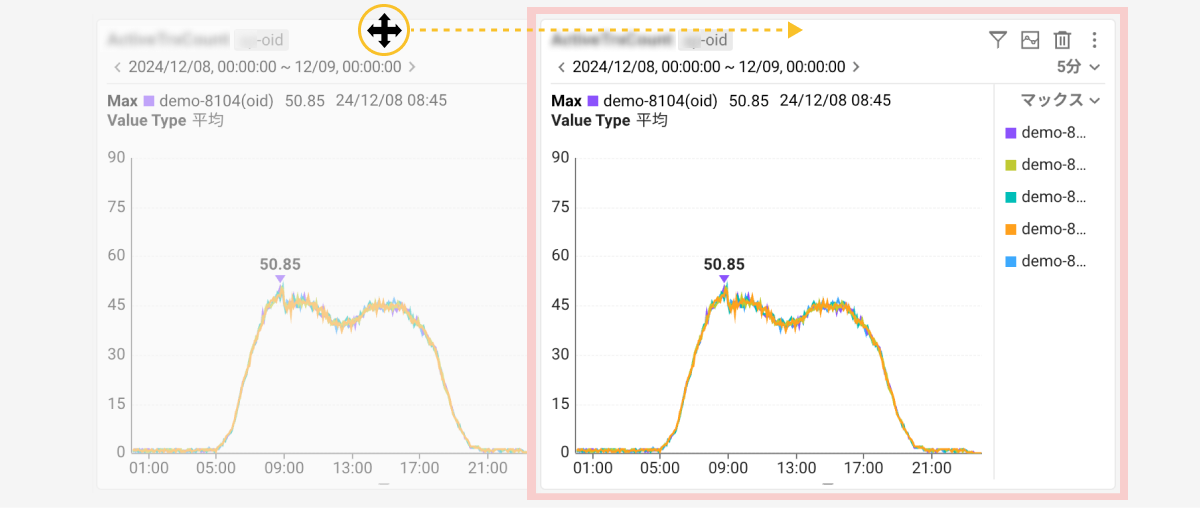 -oid
2024/12/08, 00:00:00 ~ 12/09, 00:00:00
Max demo-8104(oid) 50.85 24/12/08 08:45
Value Type 平均
90
75
60
45
30
15
0
50.85
01:00 05:00 09:00 13:00 17:00 21:00
-oid
2024/12/08, 00:00:00 ~ 12/09, 00:00:00
5分
Max demo-8104(oid) 50.85 24/12/08 08:45
Value Type 平均
マックス
demo-8...
demo-8...
demo-8...
demo-8...
demo-8...
90
75
60
45
30
15
0
50.85
01:00 05:00 09:00 13:00 17:00 21:00